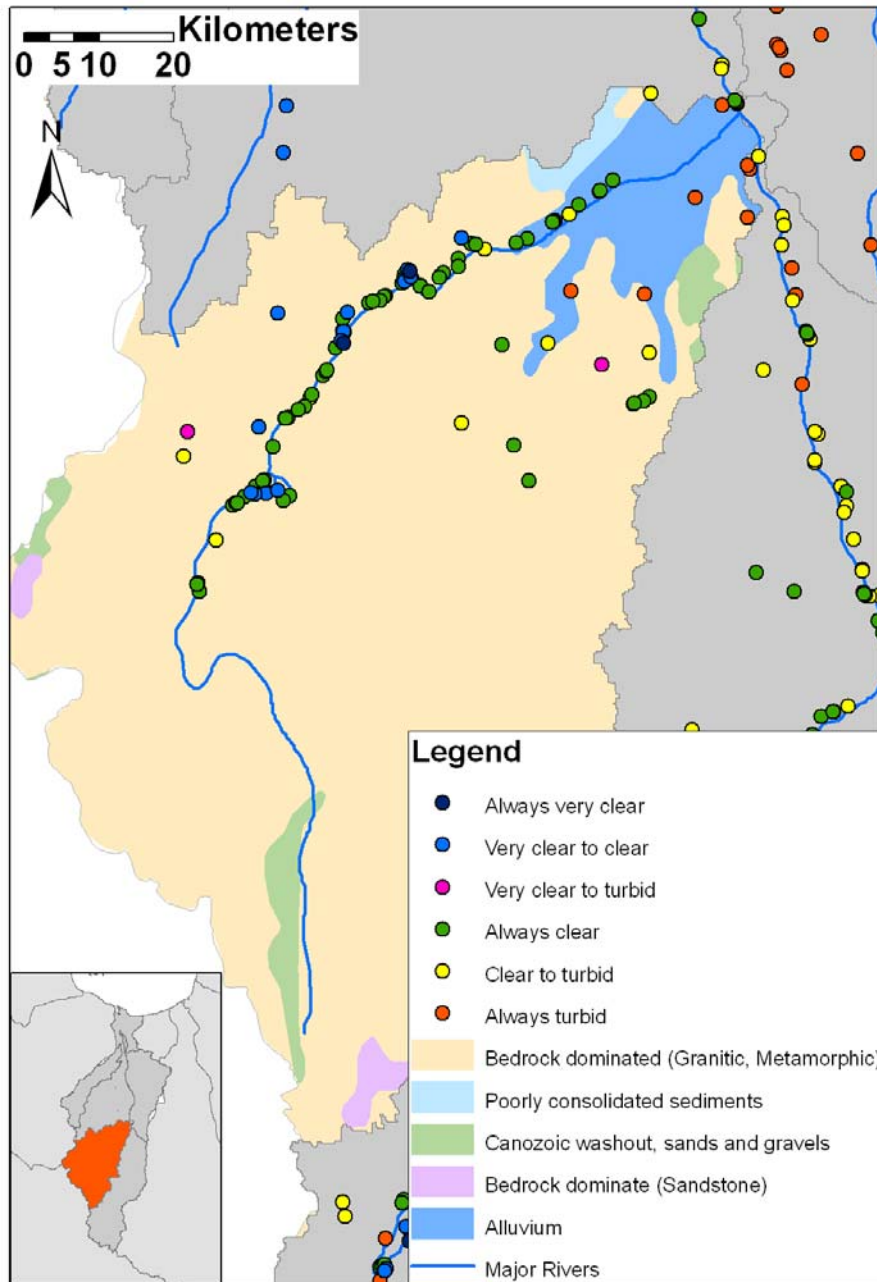 Kilometers
0 5 10 20
N
Legend
Always very clear
Very clear to clear
Very clear to turbid
Always clear
Clear to turbid
Always turbid
Bedrock dominated (Granitic, Metamorphic)
Poorly consolidated sediments
Canozoic washout, sands and gravels
Bedrock dominate (Sandstone)
Alluvium
Major Rivers